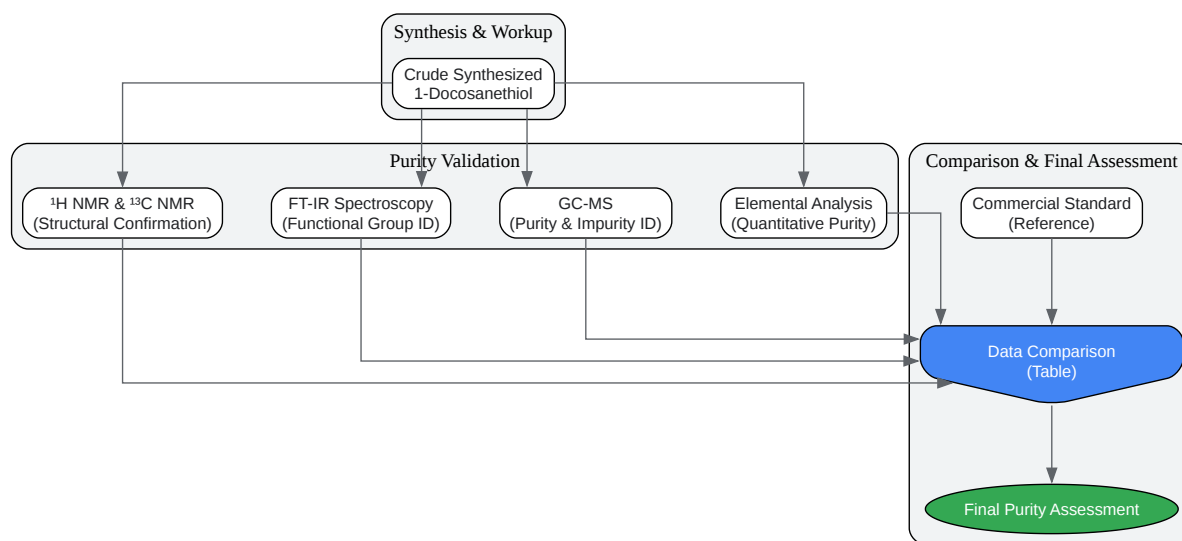 Synthesis & Workup
Crude Synthesized
1-Docosanethiol
Purity Validation
¹H NMR & ¹³C NMR
(Structural Confirmation)
FT-IR Spectroscopy
(Functional Group ID)
GC-MS
(Purity & Impurity ID)
Elemental Analysis
(Quantitative Purity)
Comparison & Final Assessment
Commercial Standard
(Reference)
Data Comparison
(Table)
Final Purity Assessment